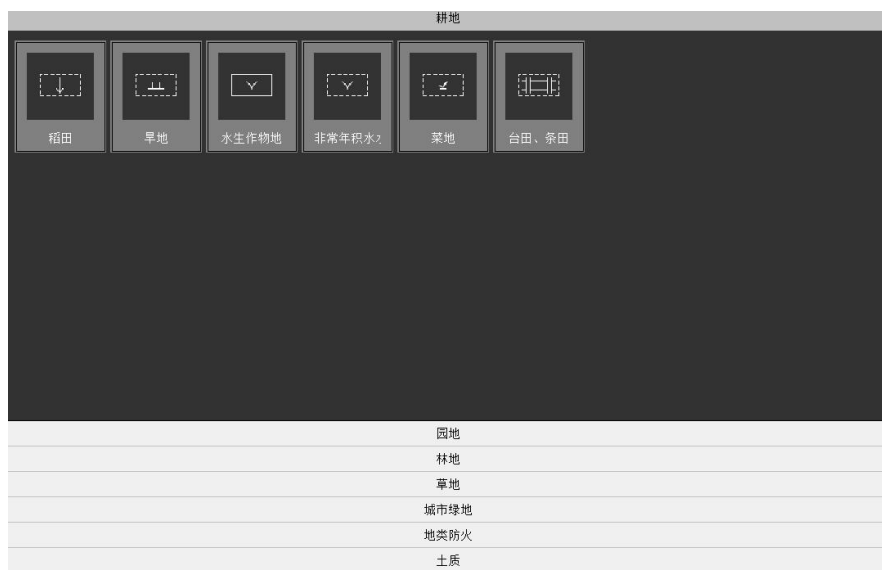 耕地
稻田
旱地
水生作物地
非常年积水
菜地
台田、条田
园地
林地
草地
城市绿地
地类防火
土质